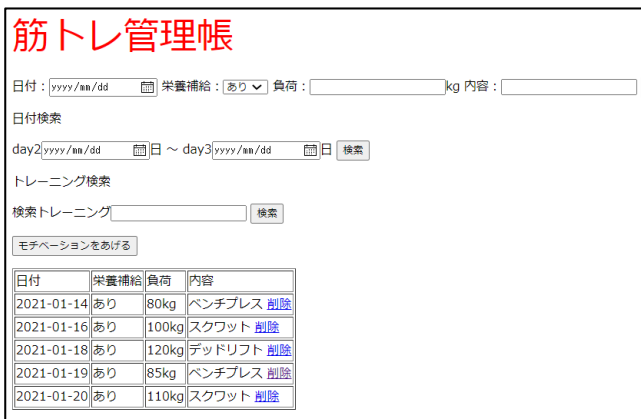 筋トレ管理帳
日付：yyyy/mm/dd 栄養補給：あり 負荷： kg 内容：
日付検索
day2 yyyy/mm/dd 日 ～ day3 yyyy/mm/dd 日 検索
トレーニング検索
検索トレーニング 検索
モチベーションをあげる
日付 栄養補給 負荷 内容
2021-01-14 あり 80kg ベンチプレス 削除
2021-01-16 あり 100kg スクワット 削除
2021-01-18 あり 120kg デッドリフト 削除
2021-01-19 あり 85kg ベンチプレス 削除
2021-01-20 あり 110kg スクワット 削除